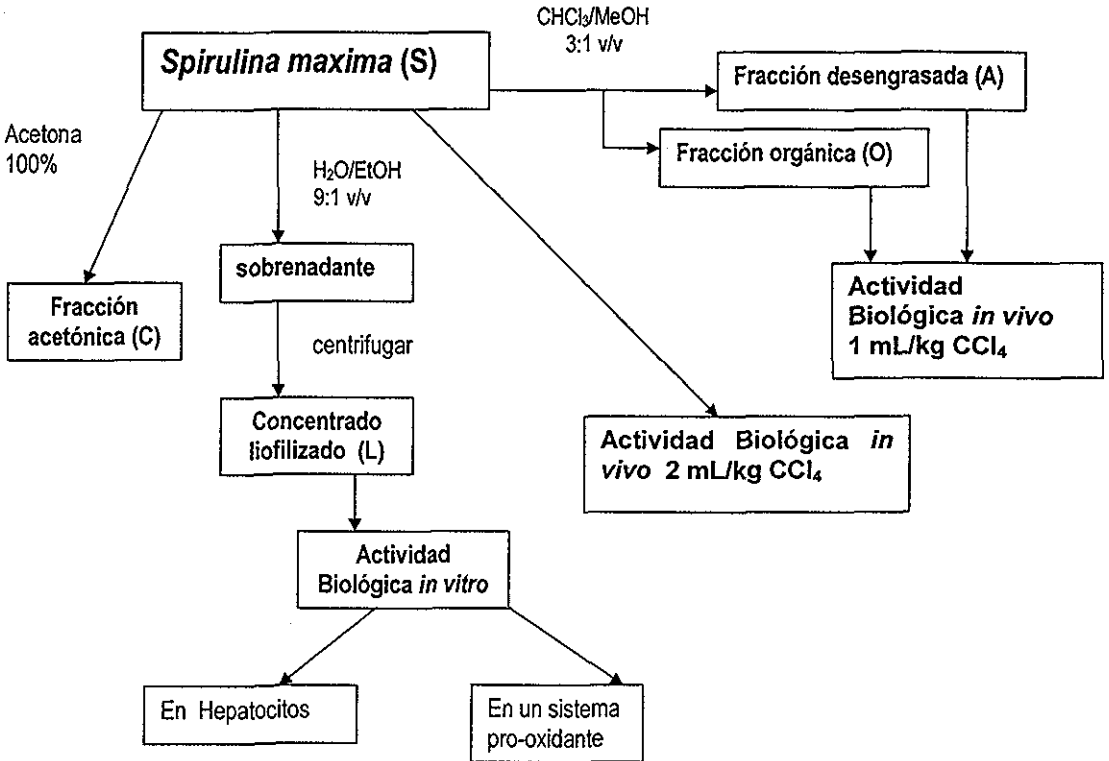 CHCl₃/MeOH
3:1 v/v
Spirulina maxima (S)
Fracción desengrasada (A)
Acetona
100%
Fracción orgánica (O)
H₂O/EtOH
9:1 v/v
sobrenadante
Fracción
acetónica (C)
Actividad
Biológica in vivo
1 mL/kg CCl₄
centrifugar
Concentrado
liofilizado (L)
Actividad Biológica in
vivo 2 mL/kg CCl₄
Actividad
Biológica in vitro
En Hepatocitos
En un sistema
pro-oxidante